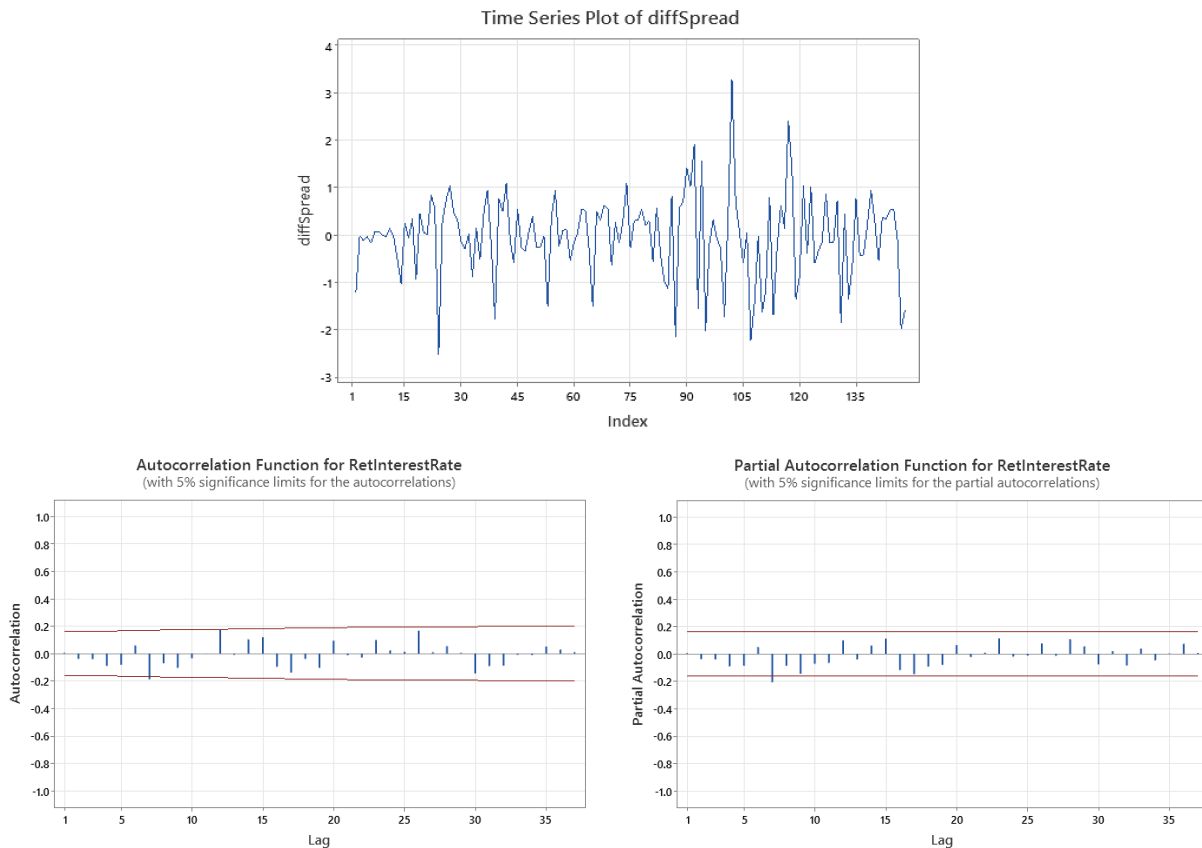 Time Series Plot of diffSpread
4
3
2
1
0
-1
-2
-3
diffSpread
1 15 30 45 60 75 90 105 120 135
Index
Autocorrelation Function for RetInterestRate
(with 5% significance limits for the autocorrelations)
1.0
0.8
0.6
0.4
0.2
0.0
-0.2
-0.4
-0.6
-0.8
-1.0
Autocorrelation
1 5 10 15 20 25 30 35
Lag
Partial Autocorrelation Function for RetInterestRate
(with 5% significance limits for the partial autocorrelations)
1.0
0.8
0.6
0.4
0.2
0.0
-0.2
-0.4
-0.6
-0.8
-1.0
Partial Autocorrelation
1 5 10 15 20 25 30 35
Lag